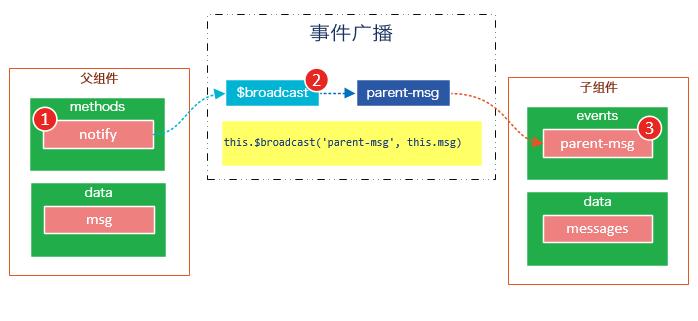 事件广播
父组件
methods
1
notify
data
msg
$broadcast
2
parent-msg
this.$broadcast('parent-msg', this.msg)
子组件
events
3
parent-msg
data
messages